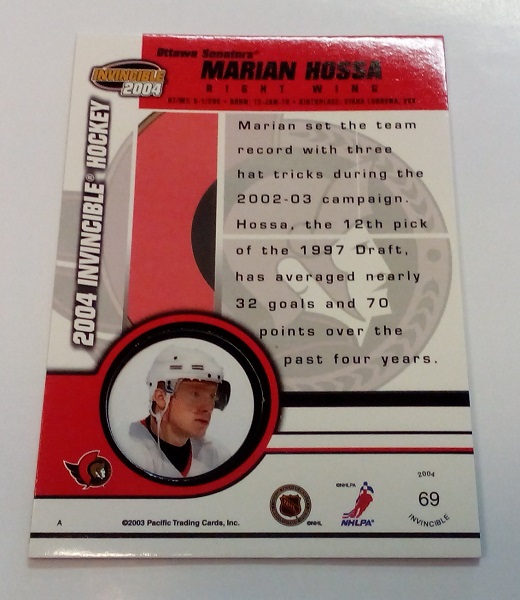 Ottawa Senators
INVINCIBLE
2004
MARIAN HOSSA
RIGHT WING
2004 INVINCIBLE® HOCKEY
Marian set the team
record with three
hat tricks during the
2002-03 campaign.
Hossa, the 12th pick
of the 1997 Draft,
has averaged nearly
32 goals and 70
points over the
past four years.
A
©2003 Pacific Trading Cards, Inc.
©NHL
©NHLPA
NHLPA
2004
69
INVINCIBLE